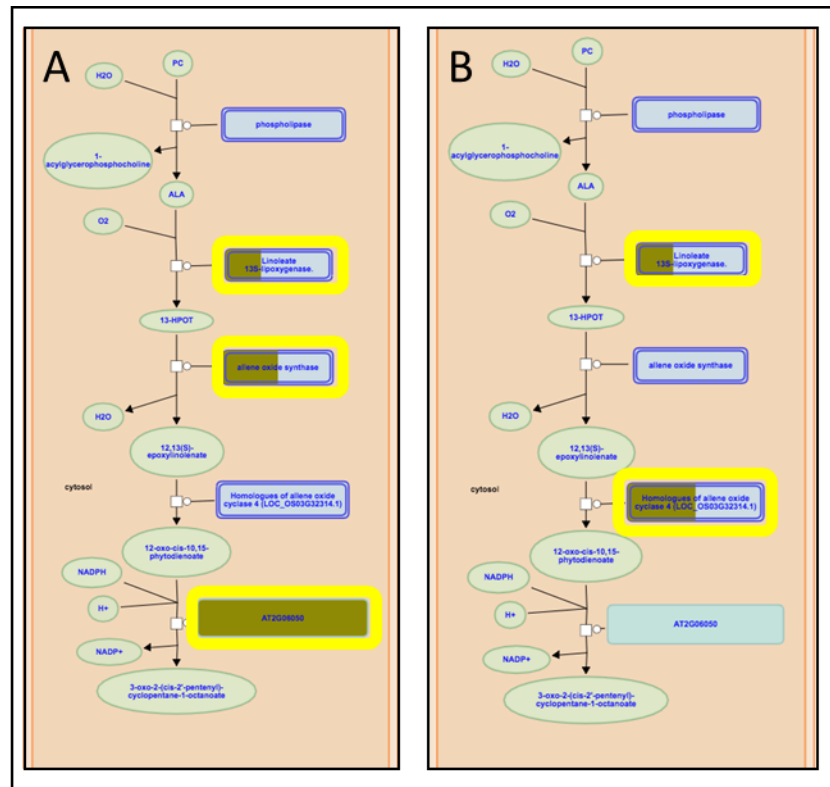 A
PC
H2O
phospholipase
1-
acylglycerophosphocholine
ALA
O2
Linoleate
13S-lipoxygenase.
13-HPOT
allene oxide synthase
H2O
12,13(S)-
epoxylinolenate
cytosol
Homologues of allene oxide
cyclase 4 (LOC_OS03G32314.1)
12-oxo-cis-10,15-
phytodienoate
NADPH
H+
AT2G06050
NADP+
3-oxo-2-(cis-2'-pentenyl)-
cyclopentane-1-octanoate
B
PC
H2O
phospholipase
1-
acylglycerophosphocholine
ALA
O2
Linoleate
13S-lipoxygenase.
13-HPOT
allene oxide synthase
H2O
12,13(S)-
epoxylinolenate
cytosol
Homologues of allene oxide
cyclase 4 (LOC_OS03G32314.1)
12-oxo-cis-10,15-
phytodienoate
NADPH
H+
AT2G06050
NADP+
3-oxo-2-(cis-2'-pentenyl)-
cyclopentane-1-octanoate